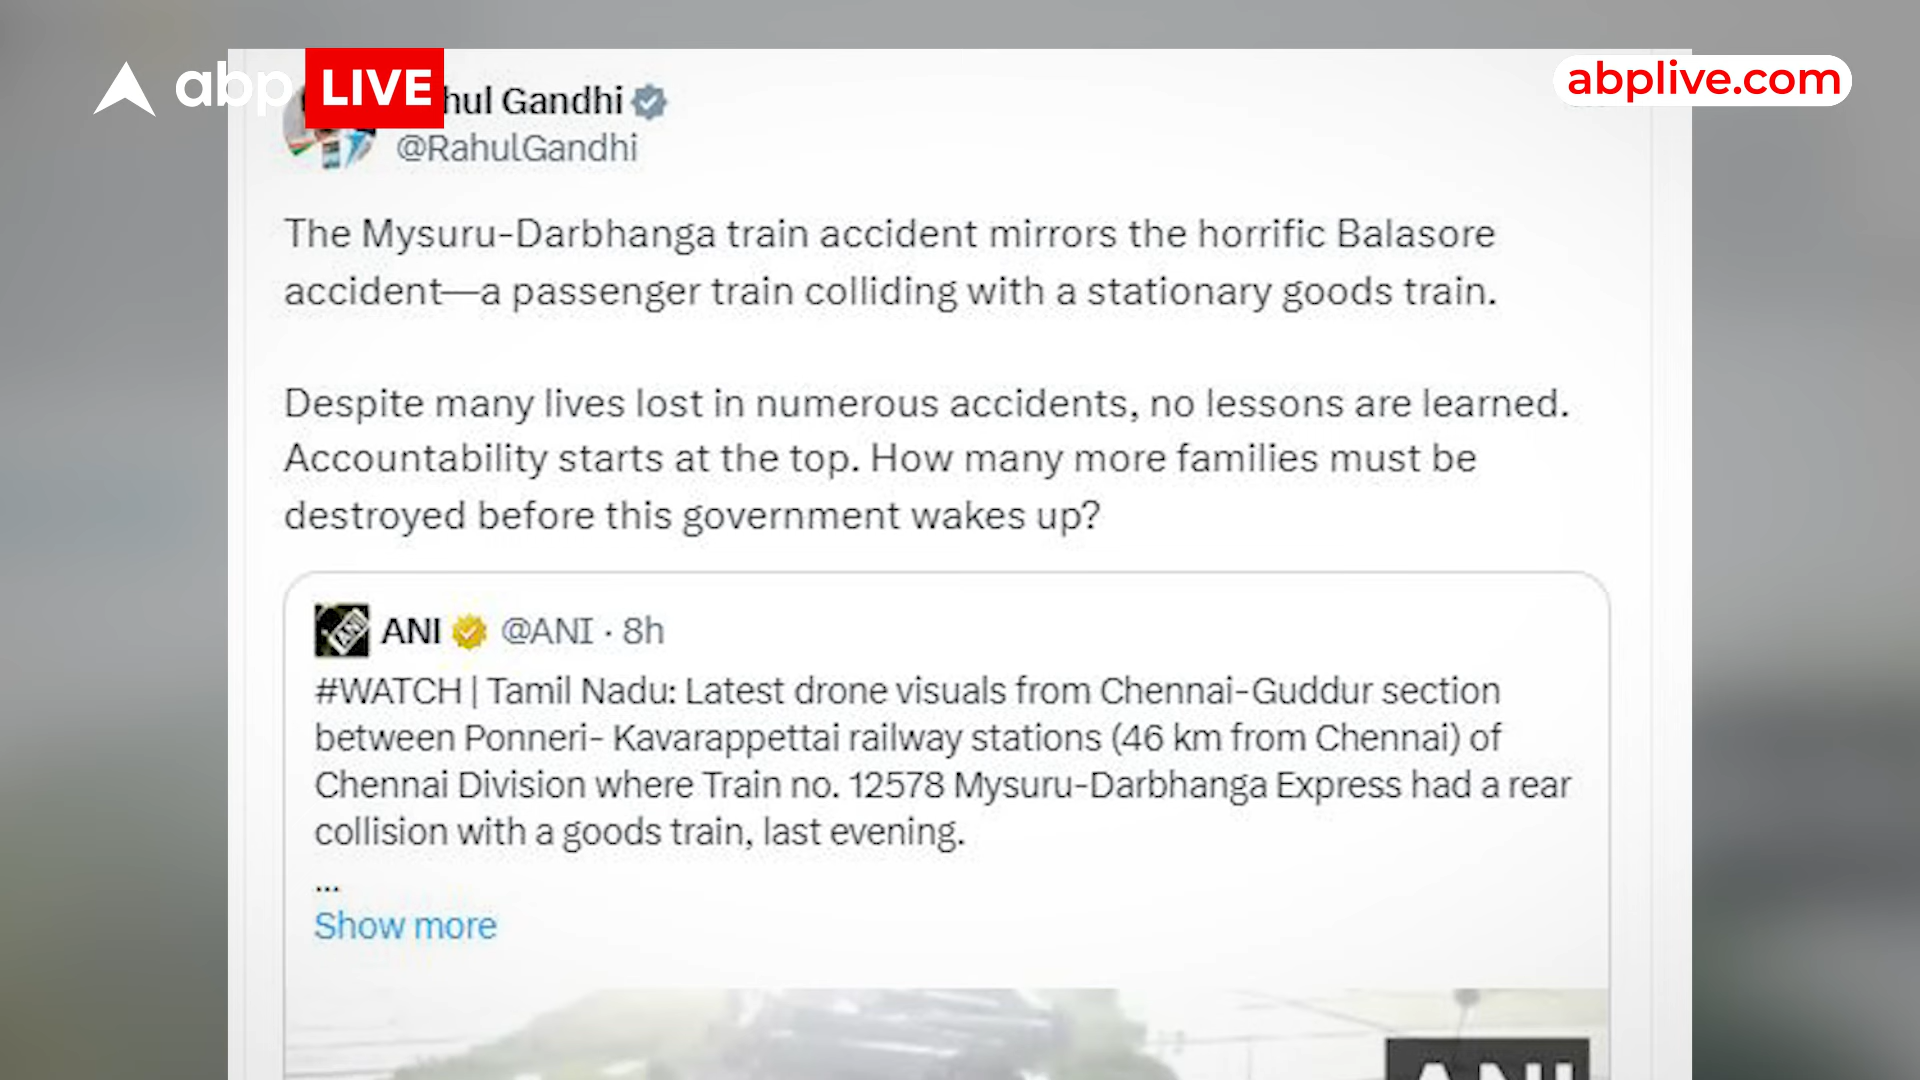 abp LIVE
abplive.com
hul Gandhi
@RahulGandhi
The Mysuru-Darbhanga train accident mirrors the horrific Balasore
accident—a passenger train colliding with a stationary goods train.
Despite many lives lost in numerous accidents, no lessons are learned.
Accountability starts at the top. How many more families must be
destroyed before this government wakes up?
ANI @ANI · 8h
#WATCH | Tamil Nadu: Latest drone visuals from Chennai-Guddur section
between Ponneri- Kavarappettai railway stations (46 km from Chennai) of
Chennai Division where Train no. 12578 Mysuru-Darbhanga Express had a rear
collision with a goods train, last evening.
...
Show more
ANI